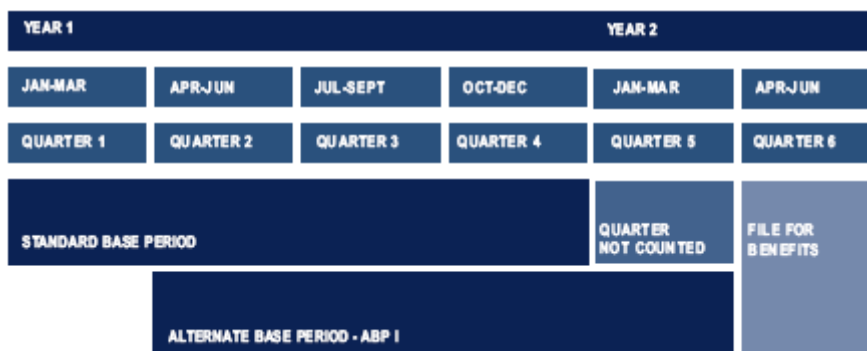 YEAR 1 YEAR 2
JAN-MAR APR-JUN JUL-SEPT OCT-DEC JAN-MAR APR-JUN
QUARTER 1 QUARTER 2 QUARTER 3 QUARTER 4 QUARTER 5 QUARTER 6
STANDARD BASE PERIOD
QUARTER
NOT COUNTED
FILE FOR
BENEFITS
ALTERNATE BASE PERIOD - ABP I